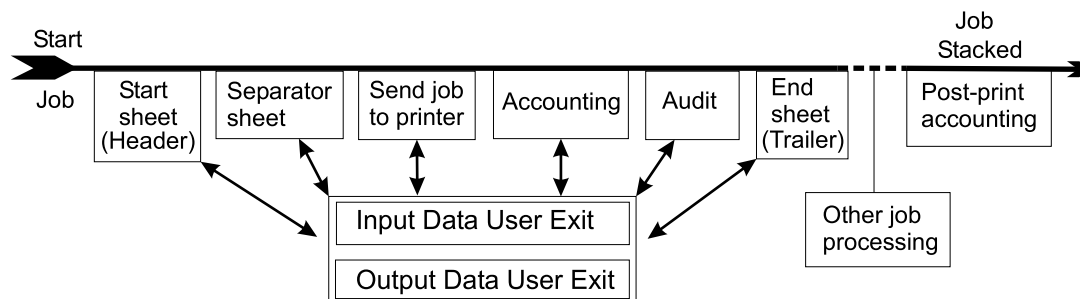 Start
Job
Job
Stacked
Start
sheet
(Header)
Separator
sheet
Send job
to printer
Accounting
Audit
End
sheet
(Trailer)
Post-print
accounting
Other job
processing
Input Data User Exit
Output Data User Exit